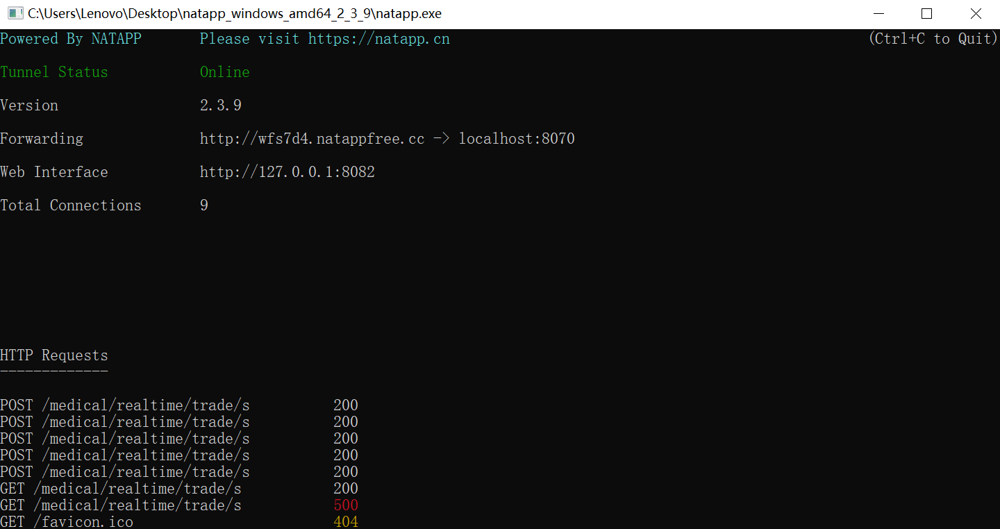 C:\Users\Lenovo\Desktop\natapp_windows_amd64_2_3_9\natapp.exe
Powered By NATAPP Please visit https://natapp.cn (Ctrl+C to Quit)
Tunnel Status Online
Version 2.3.9
Forwarding http://wfs7d4.natappfree.cc -> localhost:8070
Web Interface http://127.0.0.1:8082
Total Connections 9
HTTP Requests
-------------
POST /medical/realtime/trade/s 200
POST /medical/realtime/trade/s 200
POST /medical/realtime/trade/s 200
POST /medical/realtime/trade/s 200
POST /medical/realtime/trade/s 200
GET /medical/realtime/trade/s 200
GET /medical/realtime/trade/s 500
GET /favicon.ico 404